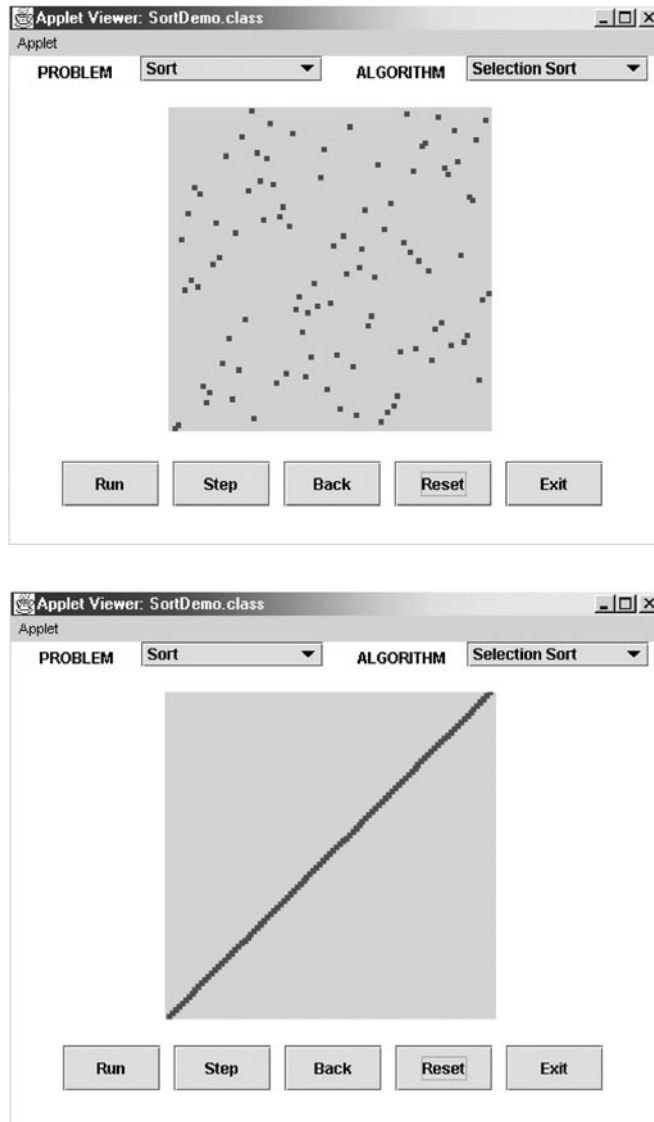 Applet Viewer: SortDemo.class
Applet
PROBLEM Sort ALGORITHM Selection Sort
Run Step Back Reset Exit
Applet Viewer: SortDemo.class
Applet
PROBLEM Sort ALGORITHM Selection Sort
Run Step Back Reset Exit